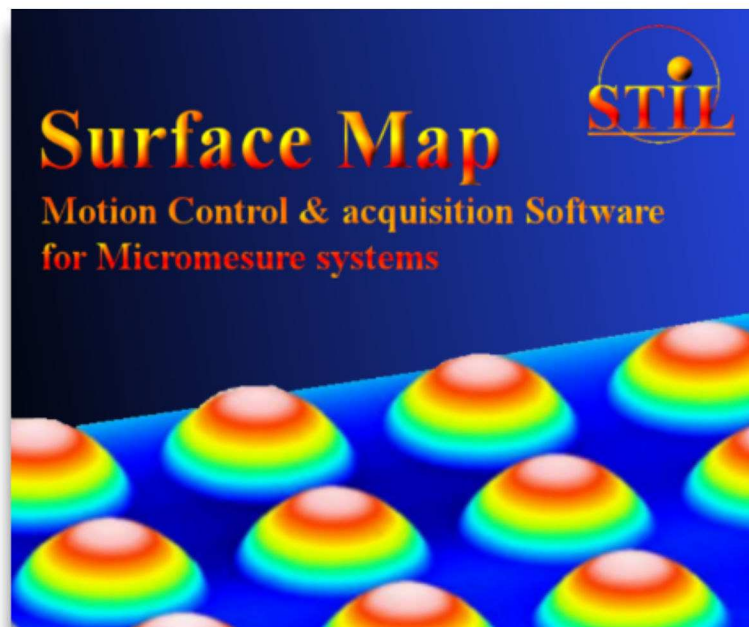 STIL
Surface Map
Motion Control & acquisition Software
for Micromesure systems